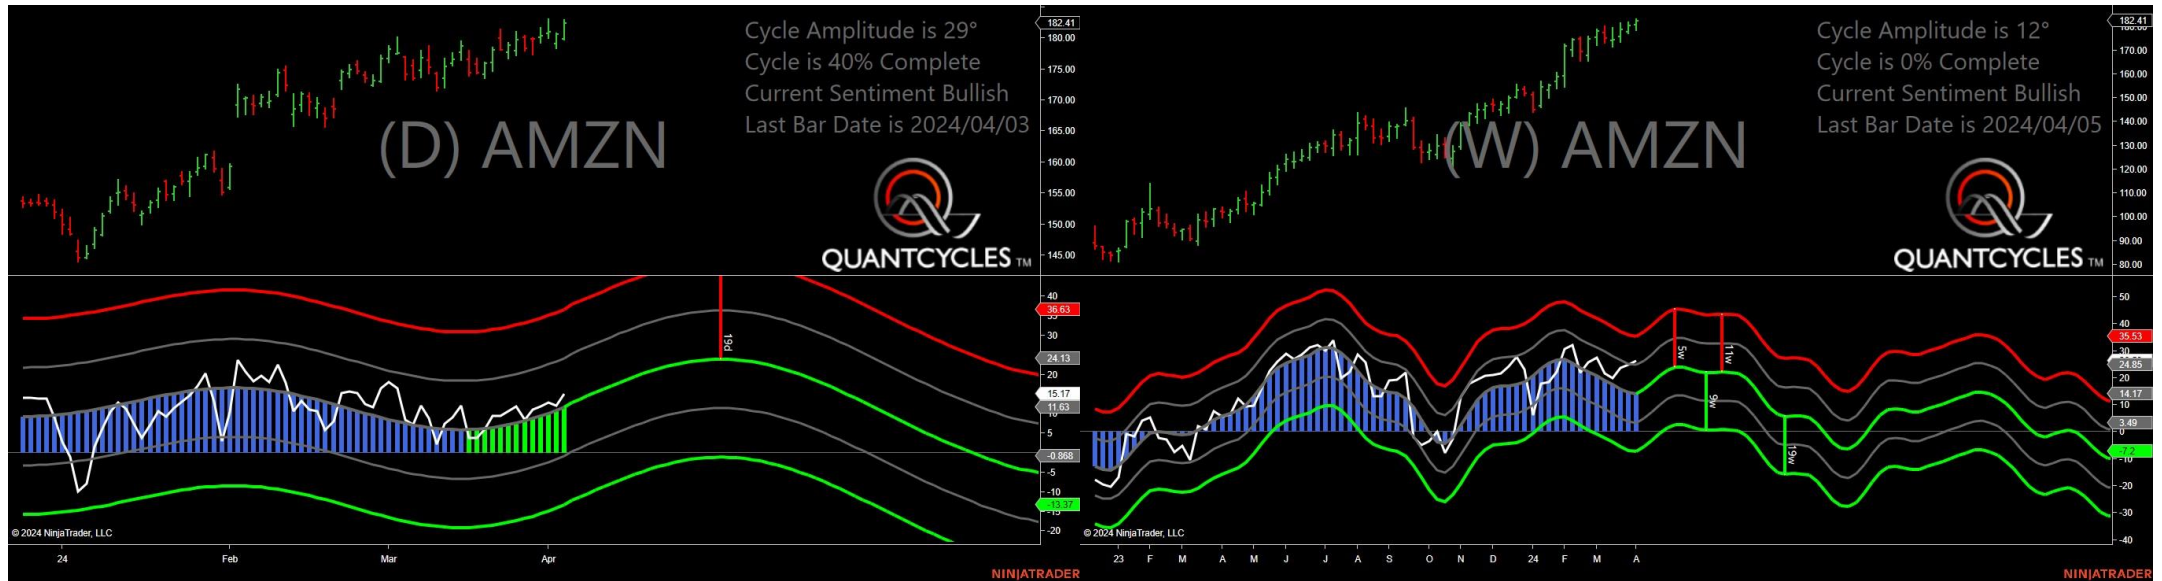 Cycle Amplitude is 29°
Cycle is 40% Complete
Current Sentiment Bullish
Last Bar Date is 2024/04/03
(D) AMZN
QUANTCYCLES TM
182.41
180.00
175.00
170.00
165.00
160.00
155.00
150.00
145.00
40
36.63
30
24.13
20
15.17
11.63
5
-0.868
-5
-10
-13.37
-20
19d
© 2024 NinjaTrader, LLC
24 Feb Mar Apr
NINJATRADER
Cycle Amplitude is 12°
Cycle is 0% Complete
Current Sentiment Bullish
Last Bar Date is 2024/04/05
(W) AMZN
QUANTCYCLES TM
182.41
170.00
160.00
150.00
140.00
130.00
120.00
110.00
100.00
90.00
80.00
50
40
35.53
30
24.85
20
14.17
10
3.49
0
-7.2
-10
-20
-30
-40
5w
11w
9w
19w
© 2024 NinjaTrader, LLC
23 F M A M J J A S O N D 24 F M A
NINJATRADER